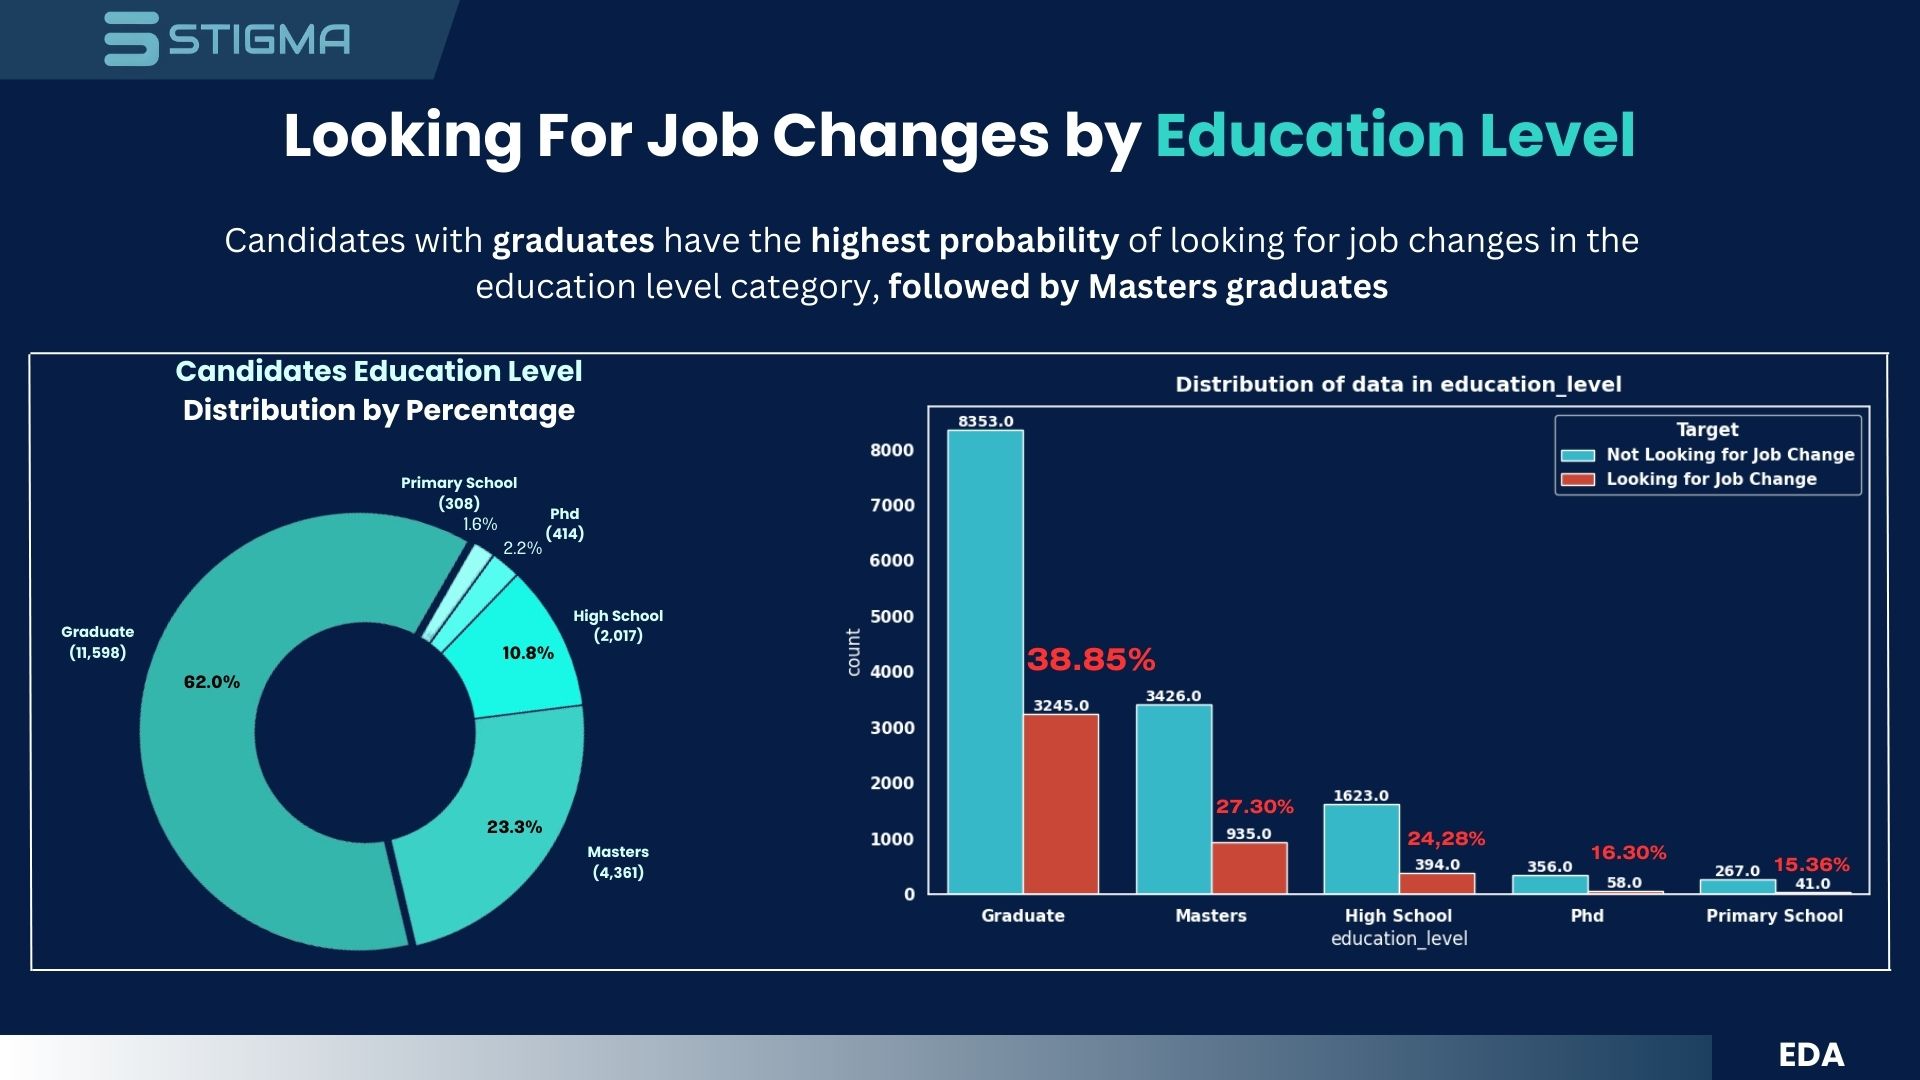 STIGMA
Looking For Job Changes by Education Level
Candidates with graduates have the highest probability of looking for job changes in the
education level category, followed by Masters graduates
Candidates Education Level
Distribution by Percentage
Primary School
(308)
1.6%
Phd
(414)
2.2%
High School
(2,017)
10.8%
Graduate
(11,598)
62.0%
23.3%
Masters
(4,361)
Distribution of data in education_level
Target
Not Looking for Job Change
Looking for Job Change
count
8000
7000
6000
5000
4000
3000
2000
1000
0
8353.0
38.85%
3245.0
3426.0
27.30%
935.0
1623.0
24,28%
394.0
356.0
16.30%
58.0
267.0
15.36%
41.0
Graduate
Masters
High School
Phd
Primary School
education_level
EDA